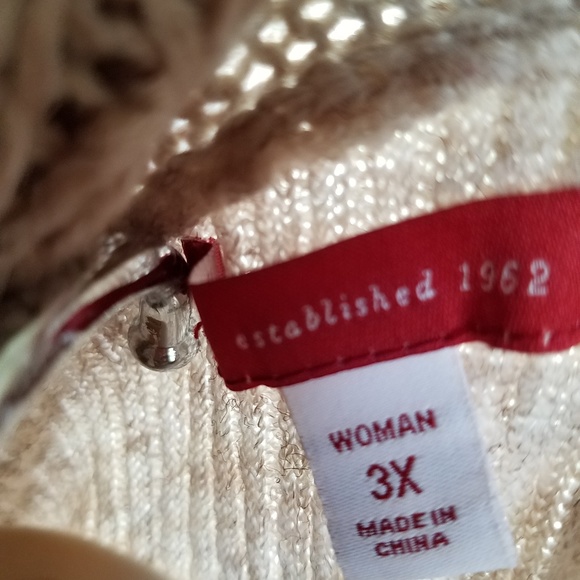 established 1962
WOMAN
3X
MADE IN
CHINA